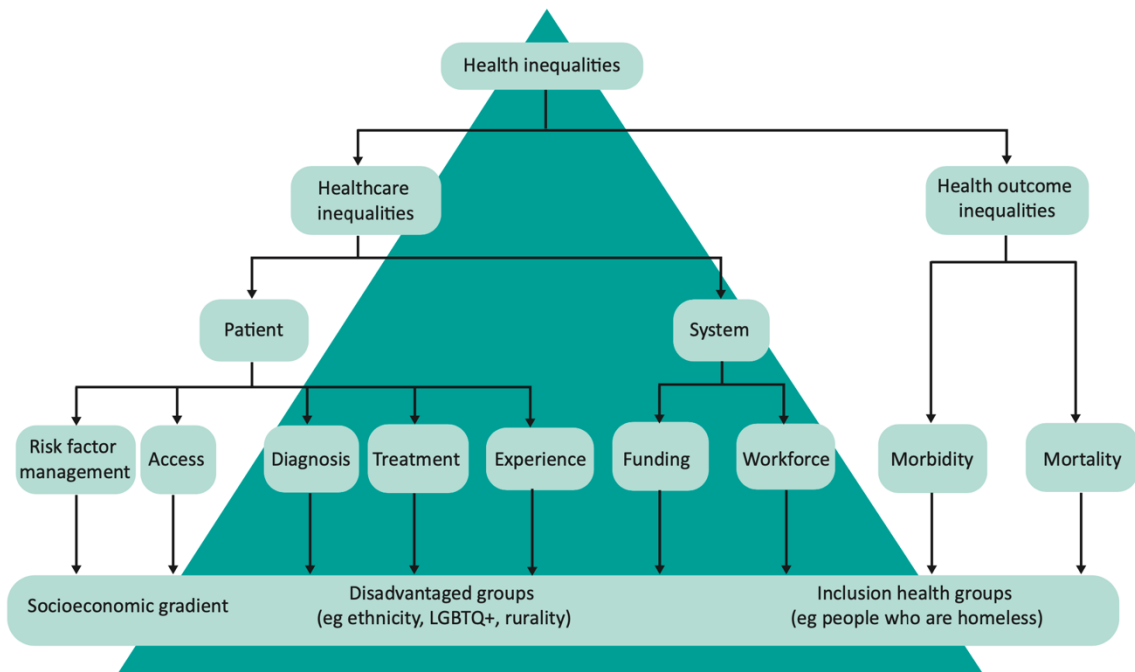 Health inequalities
Healthcare
inequalities
Health outcome
inequalities
Patient
System
Risk factor
management
Access
Diagnosis
Treatment
Experience
Funding
Workforce
Morbidity
Mortality
Socioeconomic gradient
Disadvantaged groups
(eg ethnicity, LGBTQ+, rurality)
Inclusion health groups
(eg people who are homeless)